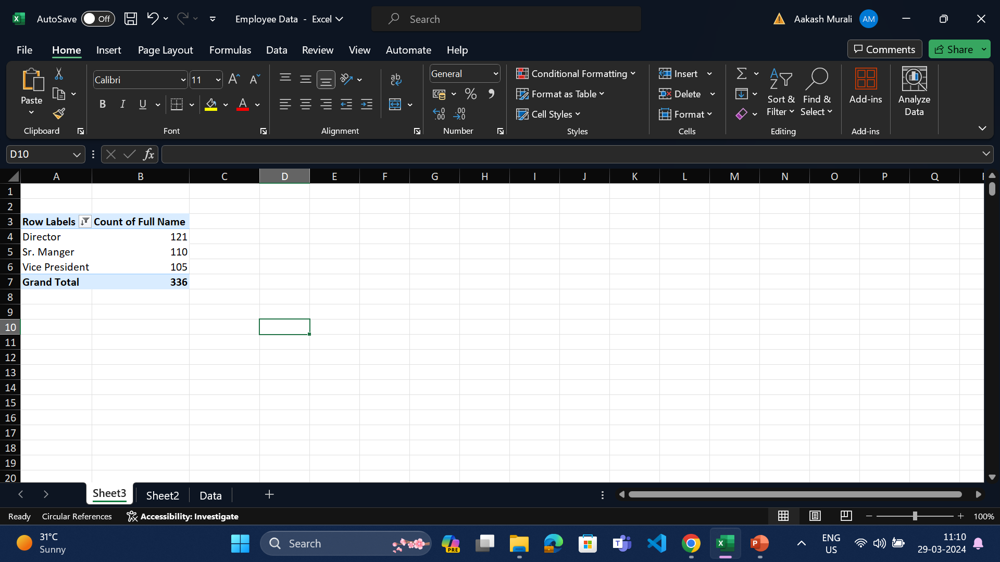 AutoSave Off Employee Data - Excel Search Aakash Murali AM
File Home Insert Page Layout Formulas Data Review View Automate Help Comments Share
Paste
Clipboard
Calibri 11
B I U A
Font
ab
Alignment
General
% 9
Number
Conditional Formatting
Format as Table
Cell Styles
Styles
Insert
Delete
Format
Cells
Sort & Filter
Find & Select
Editing
Add-ins
Add-ins
Analyze Data
D10 fx
A B C D E F G H I J K L M N O P Q
1
2
3 Row Labels Count of Full Name
4 Director 121
5 Sr. Manger 110
6 Vice President 105
7 Grand Total 336
8
9
10
11
12
13
14
15
16
17
18
19
20
Sheet3 Sheet2 Data
Ready Circular References Accessibility: Investigate 100%
31°C
Sunny
Search
PRE
ENG
US
11:10
29-03-2024